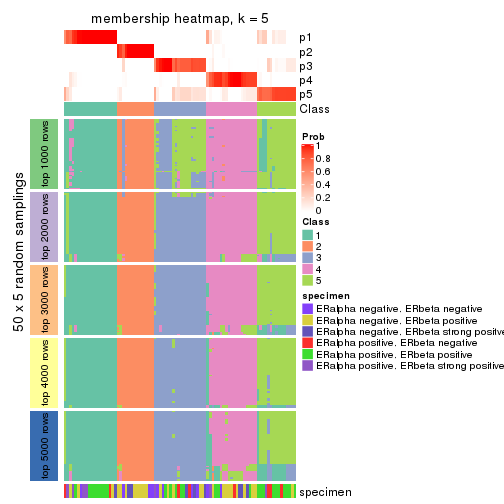 membership heatmap, k = 5
p1
p2
p3
p4
p5
Class
50 x 5 random samplings
top 1000 rows
top 2000 rows
top 3000 rows
top 4000 rows
top 5000 rows
specimen
Prob
1
0.8
0.6
0.4
0.2
0
Class
1
2
3
4
5
specimen
ERalpha negative. ERbeta negative
ERalpha negative. ERbeta positive
ERalpha negative. ERbeta strong positive
ERalpha positive. ERbeta negative
ERalpha positive. ERbeta positive
ERalpha positive. ERbeta strong positive